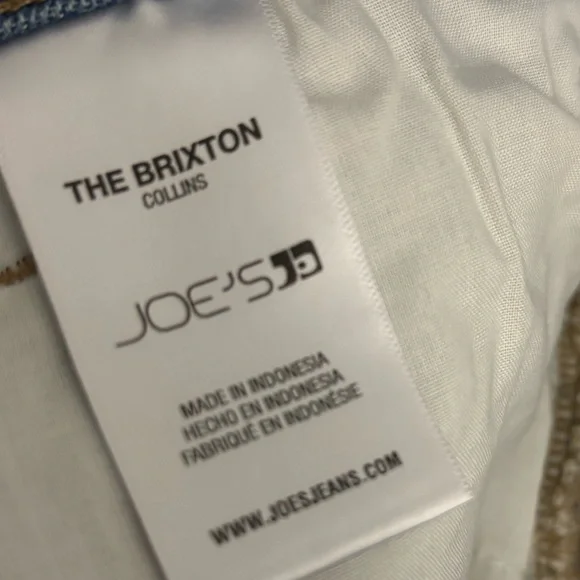 THE BRIXTON
COLLINS
JOE'S
MADE IN INDONESIA
HECHO EN INDONESIA
FABRIQUÉ EN INDONÉSIE
WWW.JOESJEANS.COM